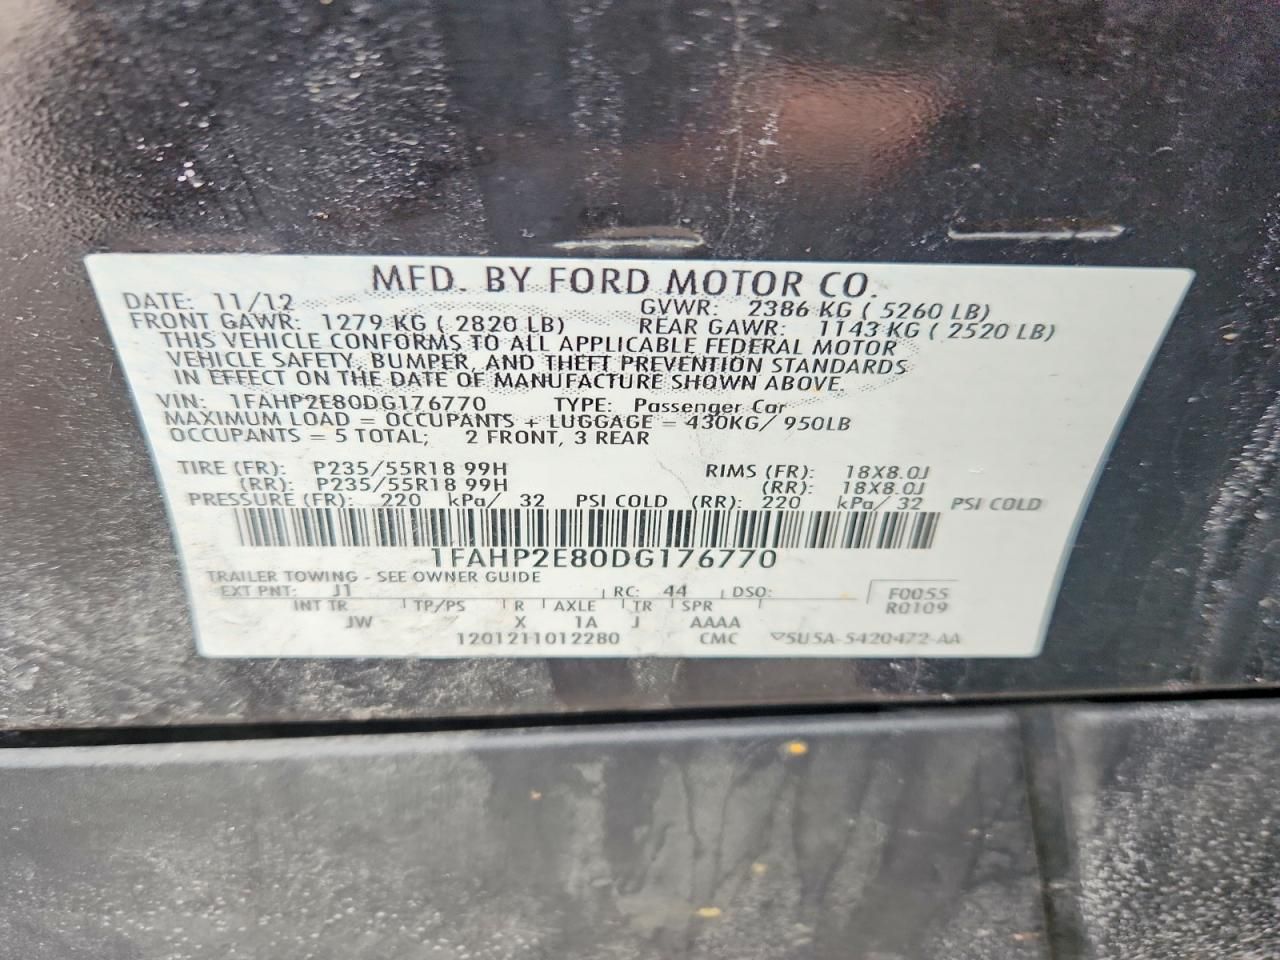 MFD. BY FORD MOTOR CO.
DATE: 11/12 GVWR: 2386 KG ( 5260 LB)
FRONT GAWR: 1279 KG ( 2820 LB) REAR GAWR: 1143 KG ( 2520 LB)
THIS VEHICLE CONFORMS TO ALL APPLICABLE FEDERAL MOTOR
VEHICLE SAFETY, BUMPER, AND THEFT PREVENTION STANDARDS
IN EFFECT ON THE DATE OF MANUFACTURE SHOWN ABOVE.
VIN: 1FAHP2E80DG176770 TYPE: Passenger Car
MAXIMUM LOAD = OCCUPANTS + LUGGAGE = 430KG/ 950LB
OCCUPANTS = 5 TOTAL; 2 FRONT, 3 REAR
TIRE (FR): P235/55R18 99H RIMS (FR): 18X8.0J
(RR): P235/55R18 99H (RR): 18X8.0J
PRESSURE (FR): 220 kPa/ 32 PSI COLD (RR): 220 kPa/ 32 PSI COLD
1FAHP2E80DG176770
TRAILER TOWING - SEE OWNER GUIDE
EXT PNT: J1 RC: 44 DSO: F0055
INT TR TP/PS R AXLE TR SPR R0109
JW X 1A J AAAA
1201211012280 CMC ▽5U5A-5420472-AA